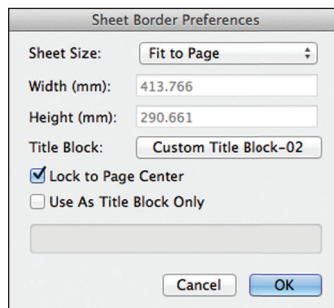 Sheet Border Preferences
Sheet Size: Fit to Page
Width (mm): 413.766
Height (mm): 290.661
Title Block: Custom Title Block-02
Lock to Page Center
Use As Title Block Only
Cancel OK